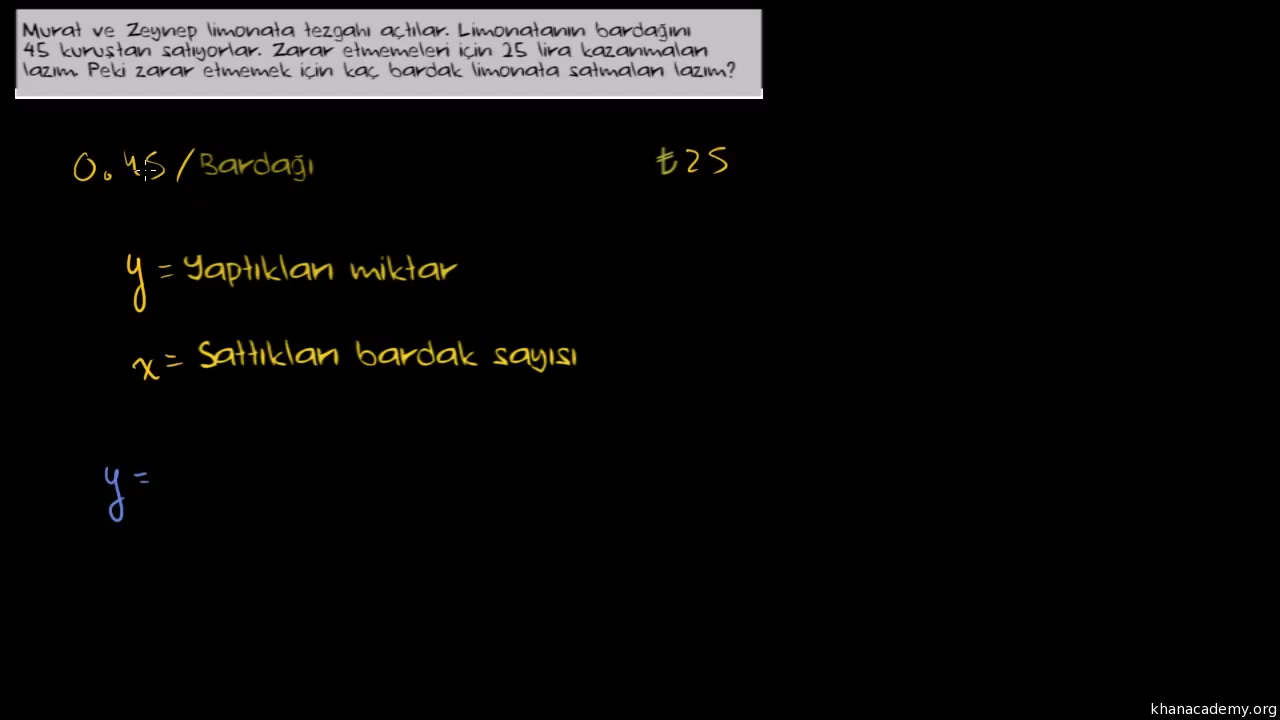 Murat ve Zeynep limonata tezgahı açtılar. Limonatanın bardağını
45 kuruştan satıyorlar. Zarar etmemeleri için 25 lira kazanmaları
lazım. Peki zarar etmemek için kaç bardak limonata satmaları lazım?
0.45 / Bardağı ₺25
y = Yaptıkları miktar
x = Sattıkları bardak sayısı
y =
khanacademy.org